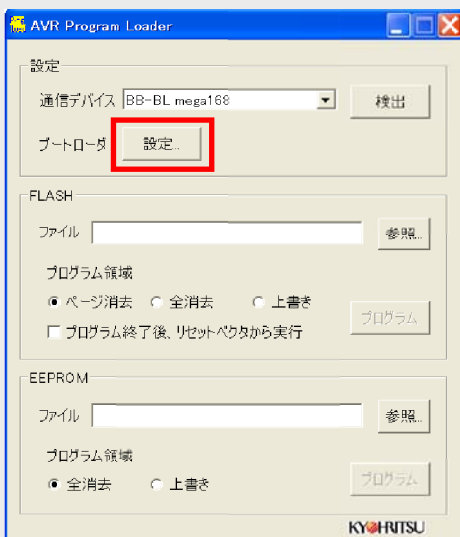 AVR Program Loader
設定
通信デバイス BB-BL mega168 検出
ブートローダ 設定...
FLASH
ファイル 参照...
プログラム領域
ページ消去 全消去 上書き
プログラム
プログラム終了後、リセットベクタから実行
EEPROM
ファイル 参照...
プログラム領域
全消去 上書き
プログラム
KYOHRITSU